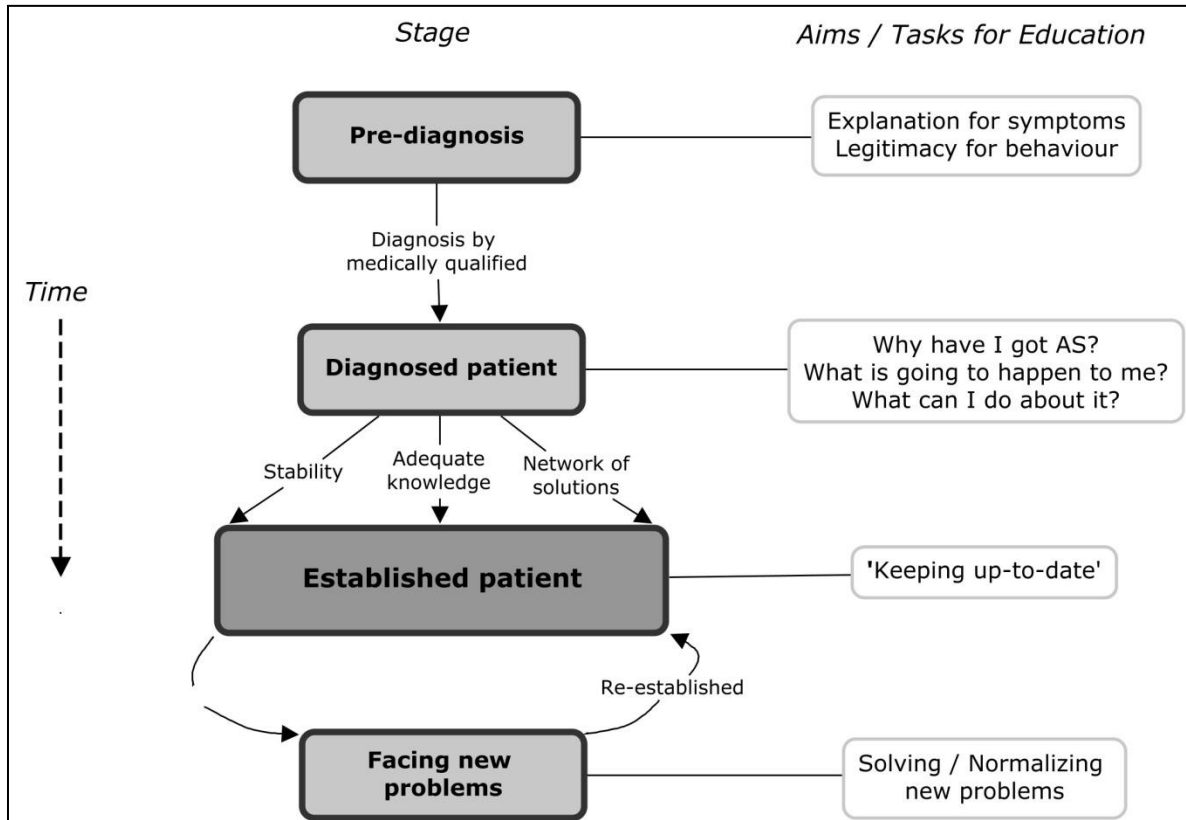 Stage
Aims / Tasks for Education
Pre-diagnosis
Explanation for symptoms
Legitimacy for behaviour
Diagnosis by
medically qualified
Time
Diagnosed patient
Why have I got AS?
What is going to happen to me?
What can I do about it?
Stability
Adequate
knowledge
Network of
solutions
Established patient
'Keeping up-to-date'
Re-established
Facing new
problems
Solving / Normalizing
new problems